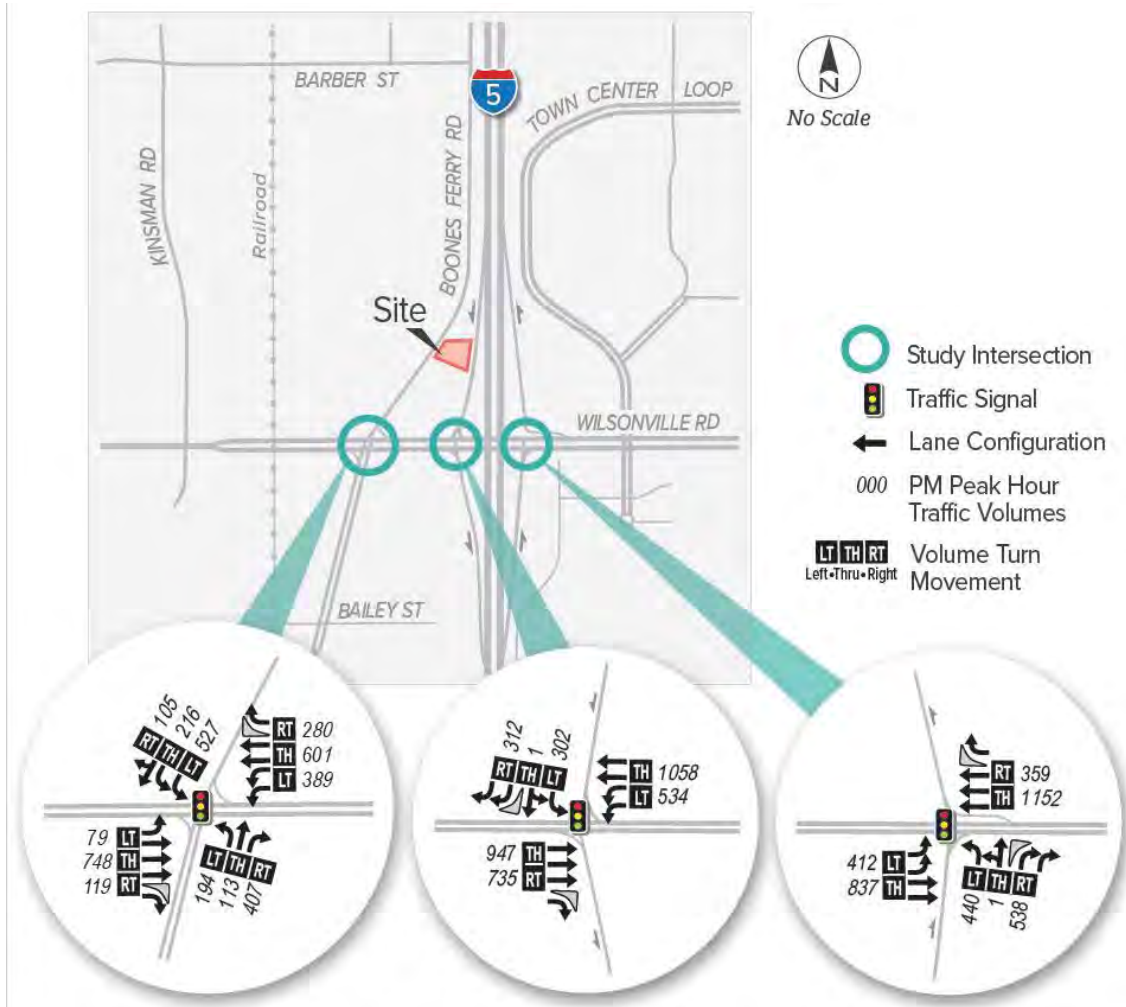 BARBER ST
5
TOWN CENTER LOOP
N
No Scale
KINSMAN RD
Railroad
BOONES FERRY RD
Site
WILSONVILLE RD
BAILEY ST
Study Intersection
Traffic Signal
Lane Configuration
000 PM Peak Hour
Traffic Volumes
LT TH RT Volume Turn
Left•Thru•Right Movement
105 216 527
RT TH LT
RT 280
TH 601
LT 389
79 LT
748 TH
119 RT
LT TH RT
194 113 407
312 1 302
RT TH LT
TH 1058
LT 534
947 TH
735 RT
RT 359
TH 1152
412 LT
837 TH
LT TH RT
440 1 538